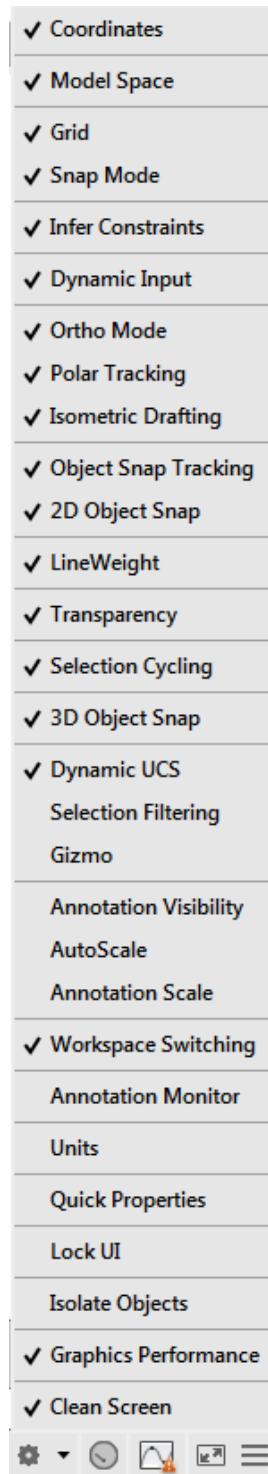 Coordinates
Model Space
Grid
Snap Mode
Infer Constraints
Dynamic Input
Ortho Mode
Polar Tracking
Isometric Drafting
Object Snap Tracking
2D Object Snap
LineWeight
Transparency
Selection Cycling
3D Object Snap
Dynamic UCS
Selection Filtering
Gizmo
Annotation Visibility
AutoScale
Annotation Scale
Workspace Switching
Annotation Monitor
Units
Quick Properties
Lock UI
Isolate Objects
Graphics Performance
Clean Screen